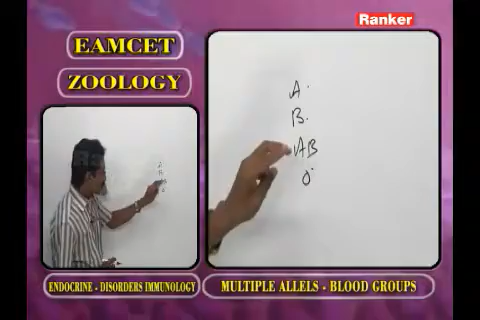 Ranker
EAMCET
ZOOLOGY
A
B
AB
O
ENDOCRINE - DISORDERS IMMUNOLOGY
MULTIPLE ALLELS - BLOOD GROUPS